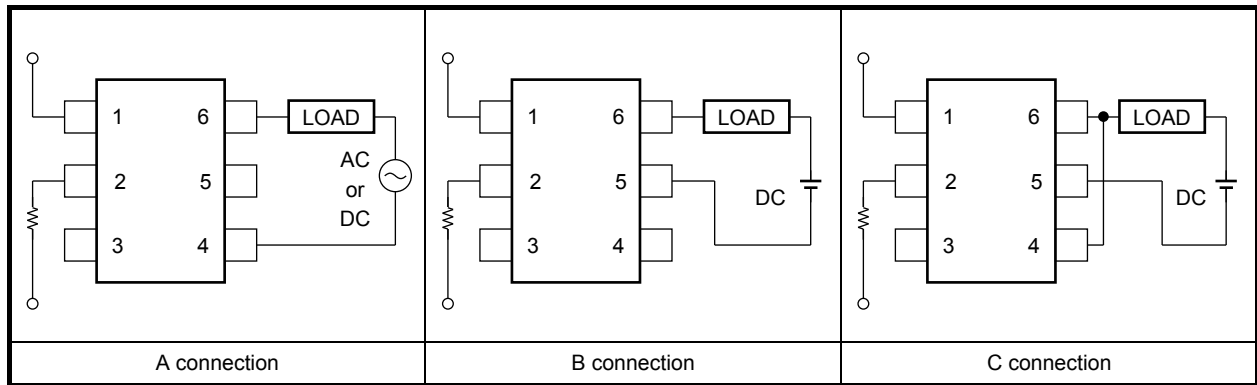 1 6 LOAD
2 5 AC
or
DC
3 4
A connection
1 6 LOAD
2 5 DC
3 4
B connection
1 6 LOAD
2 5 DC
3 4
C connection